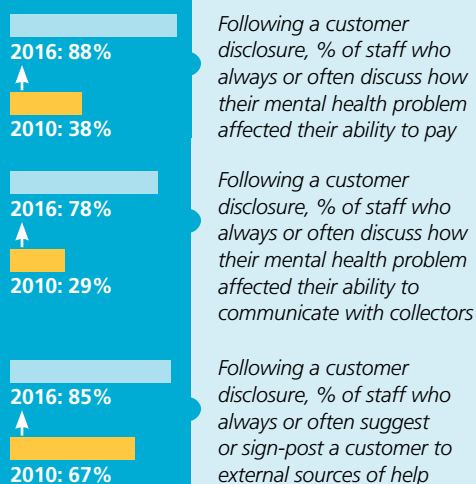 2016: 88%
2010: 38%
Following a customer
disclosure, % of staff who
always or often discuss how
their mental health problem
affected their ability to pay
2016: 78%
2010: 29%
Following a customer
disclosure, % of staff who
always or often discuss how
their mental health problem
affected their ability to
communicate with collectors
2016: 85%
2010: 67%
Following a customer
disclosure, % of staff who
always or often suggest
or sign-post a customer to
external sources of help